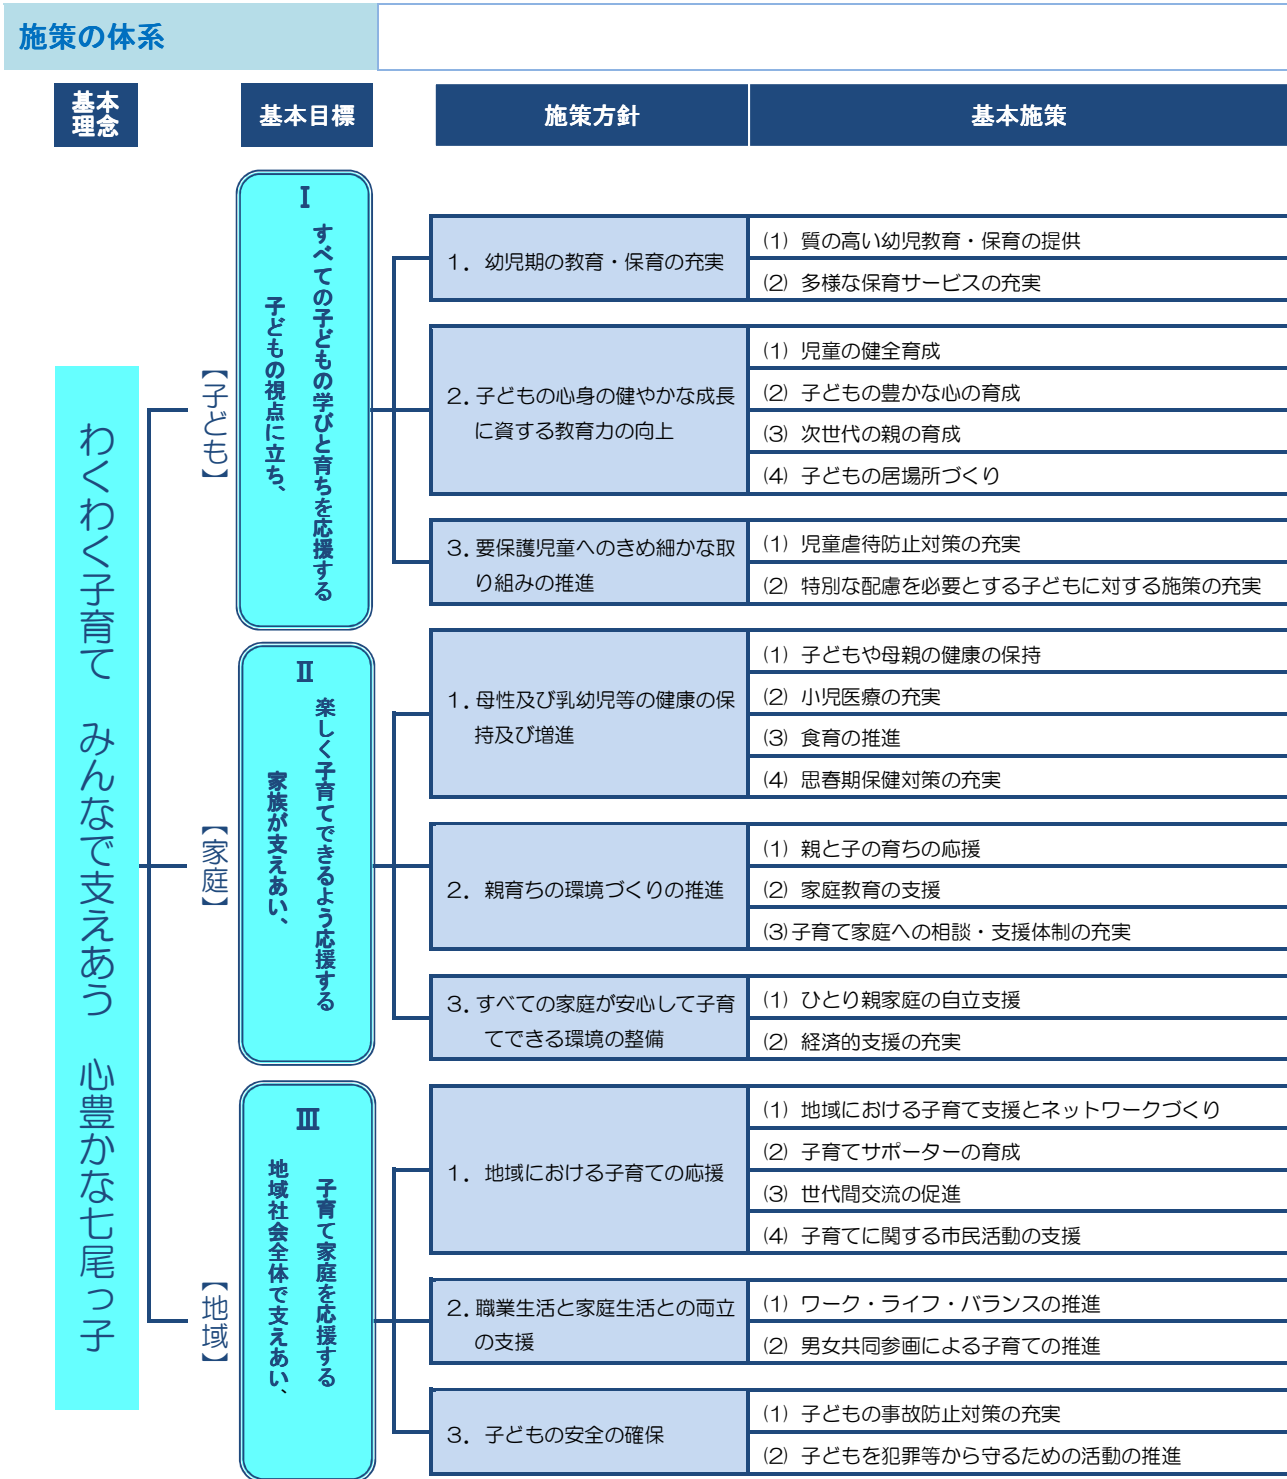 施策の体系
基本
理念
基本目標
施策方針
基本施策
わくわく子育て　みんなで支えあう　心豊かな七尾っ子
【子ども】
Ⅰ
すべての子どもの学びと育ちを応援する
子どもの視点に立ち、
1．幼児期の教育・保育の充実
(1) 質の高い幼児教育・保育の提供
(2) 多様な保育サービスの充実
2．子どもの心身の健やかな成長
に資する教育力の向上
(1) 児童の健全育成
(2) 子どもの豊かな心の育成
(3) 次世代の親の育成
(4) 子どもの居場所づくり
3．要保護児童へのきめ細かな取
り組みの推進
(1) 児童虐待防止対策の充実
(2) 特別な配慮を必要とする子どもに対する施策の充実
【家庭】
Ⅱ
楽しく子育てできるよう応援する
家族が支えあい、
1．母性及び乳幼児等の健康の保
持及び増進
(1) 子どもや母親の健康の保持
(2) 小児医療の充実
(3) 食育の推進
(4) 思春期保健対策の充実
2．親育ちの環境づくりの推進
(1) 親と子の育ちの応援
(2) 家庭教育の支援
(3)子育て家庭への相談・支援体制の充実
3．すべての家庭が安心して子育
てできる環境の整備
(1) ひとり親家庭の自立支援
(2) 経済的支援の充実
【地域】
Ⅲ
子育て家庭を応援する
地域社会全体で支えあい、
1．地域における子育ての応援
(1) 地域における子育て支援とネットワークづくり
(2) 子育てサポーターの育成
(3) 世代間交流の促進
(4) 子育てに関する市民活動の支援
2．職業生活と家庭生活との両立
の支援
(1) ワーク・ライフ・バランスの推進
(2) 男女共同参画による子育ての推進
3．子どもの安全の確保
(1) 子どもの事故防止対策の充実
(2) 子どもを犯罪等から守るための活動の推進